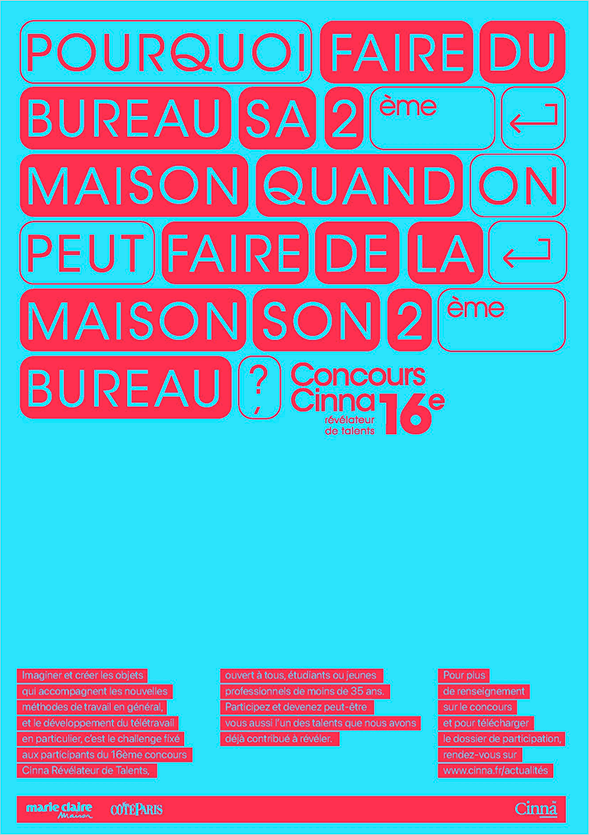 POURQUOI FAIRE DU
BUREAU SA 2 ème
MAISON QUAND ON
PEUT FAIRE DE LA
MAISON SON 2 ème
BUREAU ? ,
Concours
Cinna 16e
révélateur
de talents
Imaginer et créer les objets
qui accompagnent les nouvelles
méthodes de travail en général,
et le développement du télétravail
en particulier, c'est le challenge fixé
aux participants du 16ème concours
Cinna Révélateur de Talents,
ouvert à tous, étudiants ou jeunes
professionnels de moins de 35 ans.
Participez et devenez peut-être
vous aussi l'un des talents que nous avons
déjà contribué à révéler.
Pour plus
de renseignement
sur le concours
et pour télécharger
le dossier de participation,
rendez-vous sur
www.cinna.fr/actualités
marie claire
Maison
CÔTÉ PARIS
Cinna